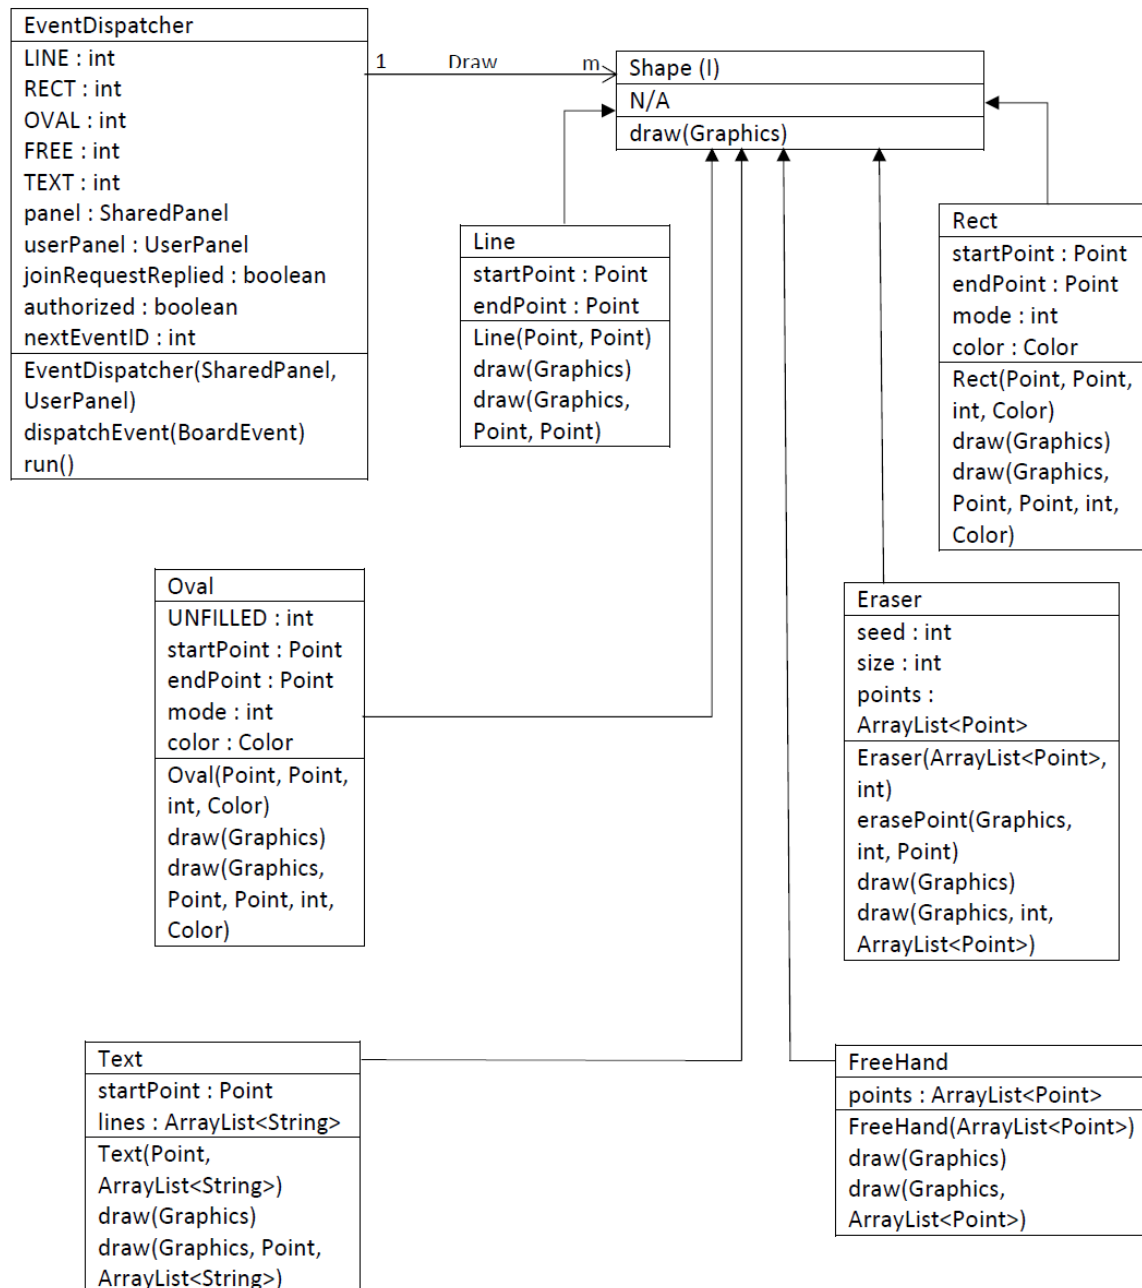 EventDispatcher
LINE : int
RECT : int
OVAL : int
FREE : int
TEXT : int
panel : SharedPanel
userPanel : UserPanel
joinRequestReplied : boolean
authorized : boolean
nextEventID : int
EventDispatcher(SharedPanel,
UserPanel)
dispatchEvent(BoardEvent)
run()
1 Draw m
Shape (I)
N/A
draw(Graphics)
Line
startPoint : Point
endPoint : Point
Line(Point, Point)
draw(Graphics)
draw(Graphics,
Point, Point)
Rect
startPoint : Point
endPoint : Point
mode : int
color : Color
Rect(Point, Point,
int, Color)
draw(Graphics)
draw(Graphics,
Point, Point, int,
Color)
Oval
UNFILLED : int
startPoint : Point
endPoint : Point
mode : int
color : Color
Oval(Point, Point,
int, Color)
draw(Graphics)
draw(Graphics,
Point, Point, int,
Color)
Eraser
seed : int
size : int
points :
ArrayList<Point>
Eraser(ArrayList<Point>,
int)
erasePoint(Graphics,
int, Point)
draw(Graphics)
draw(Graphics, int,
ArrayList<Point>)
Text
startPoint : Point
lines : ArrayList<String>
Text(Point,
ArrayList<String>)
draw(Graphics)
draw(Graphics, Point,
ArrayList<String>)
FreeHand
points : ArrayList<Point>
FreeHand(ArrayList<Point>)
draw(Graphics)
draw(Graphics,
ArrayList<Point>)